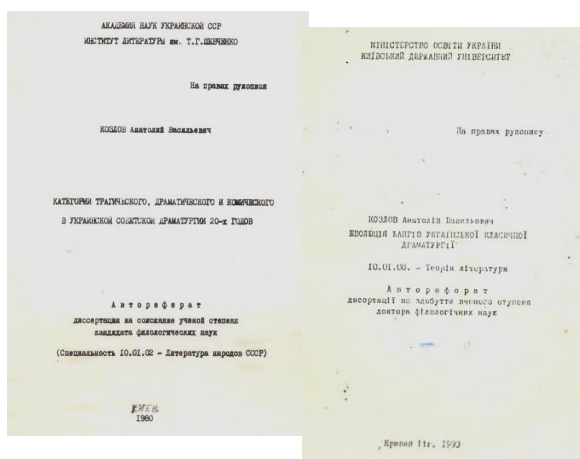 АКАДЕМИЯ НАУК УКРАИНСКОЙ ССР
ИНСТИТУТ ЛИТЕРАТУРЫ им. Т.Г.ШЕВЧЕНКО
На правах рукописи
КОЗЛОВ Анатолий Васильевич
КАТЕГОРИИ ТРАГИЧЕСКОГО, ДРАМАТИЧЕСКОГО И КОМИЧЕСКОГО
В УКРАИНСКОЙ СОВЕТСКОЙ ДРАМАТУРГИИ 20-х ГОДОВ
Автореферат
диссертации на соискание ученой степени
кандидата филологических наук
(Специальность 10.01.02 - Литература народов СССР)
КИЕВ
1980
МІНІСТЕРСТВО ОСВІТИ УКРАЇНИ
КИЇВСЬКИЙ ДЕРЖАВНИЙ УНІВЕРСИТЕТ
На правах рукопису
КОЗЛОВ Анатолій Васильович
ЕВОЛЮЦІЯ ЖАНРІВ УКРАЇНСЬКОЇ КЛАСИЧНОЇ
ДРАМАТУРГІЇ
10.01.08. - Теорія літератури
Автореферат
дисертації на здобуття вченого ступеня
доктора філологічних наук
Кривий Ріг, 1993